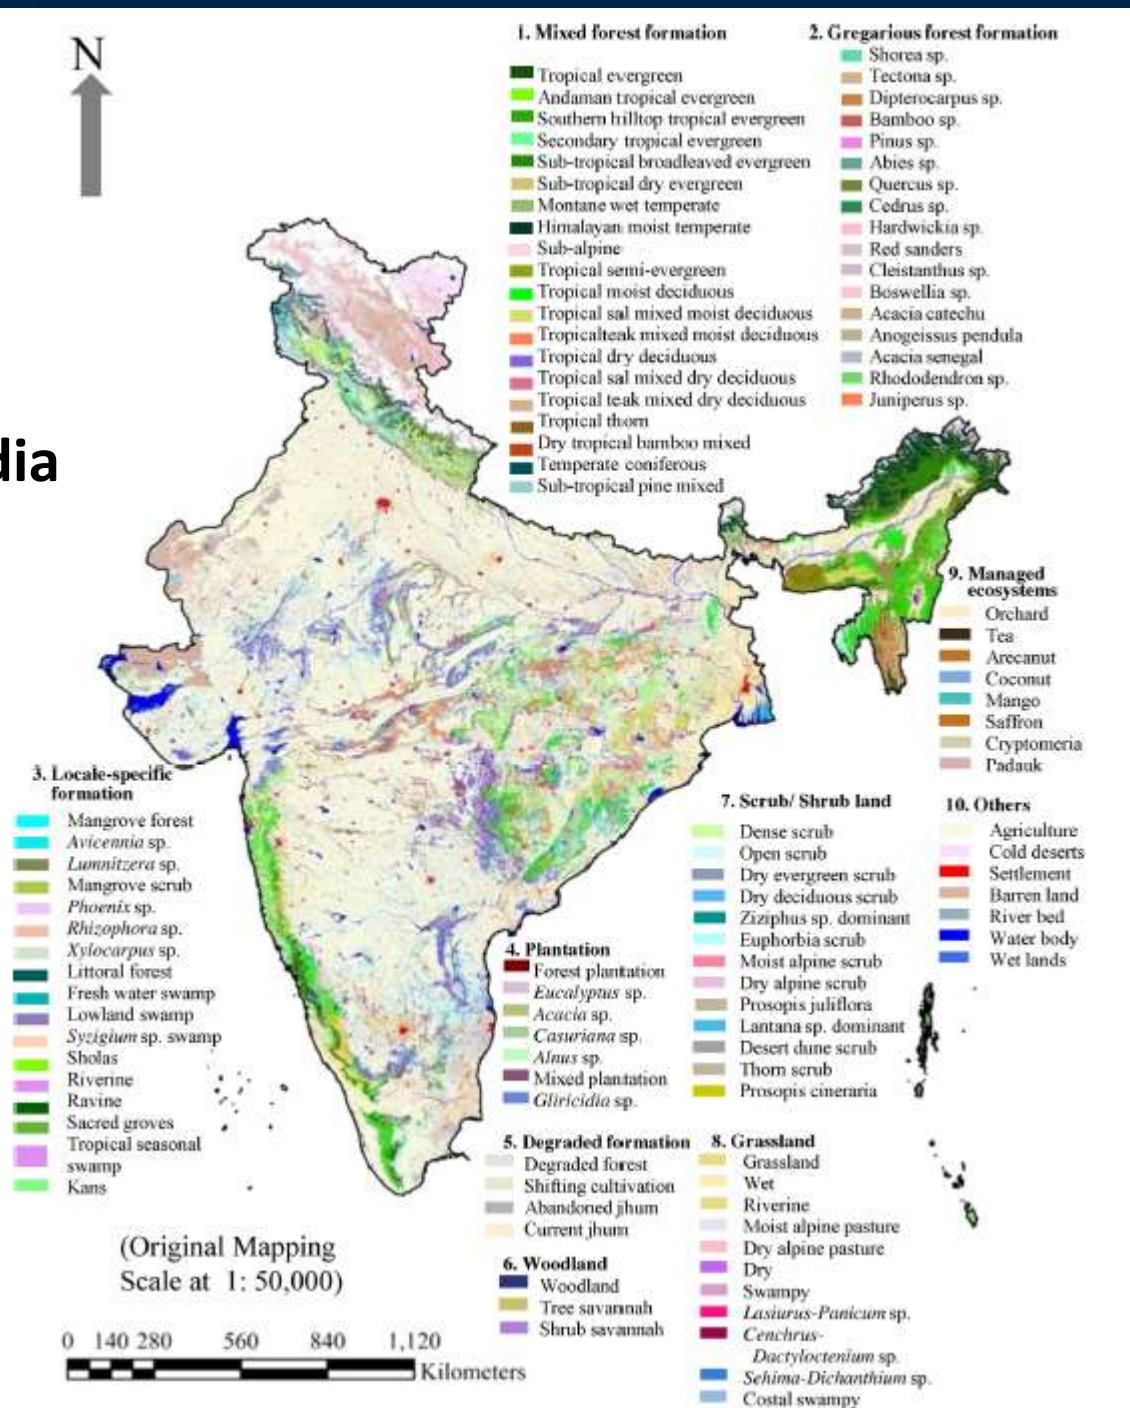 N
dia
1. Mixed forest formation
Tropical evergreen
Andaman tropical evergreen
Southern hilltop tropical evergreen
Secondary tropical evergreen
Sub-tropical broadleaved evergreen
Sub-tropical dry evergreen
Montane wet temperate
Himalayan moist temperate
Sub-alpine
Tropical semi-evergreen
Tropical moist deciduous
Tropical sal mixed moist deciduous
Tropicalteak mixed moist deciduous
Tropical dry deciduous
Tropical sal mixed dry deciduous
Tropical teak mixed dry deciduous
Tropical thorn
Dry tropical bamboo mixed
Temperate coniferous
Sub-tropical pine mixed
2. Gregarious forest formation
Shorea sp.
Tectona sp.
Dipterocarpus sp.
Bamboo sp.
Pinus sp.
Abies sp.
Quercus sp.
Cedrus sp.
Hardwickia sp.
Red sanders
Cleistanthus sp.
Boswellia sp.
Acacia catechu
Anogeissus pendula
Acacia senegal
Rhododendron sp.
Juniperus sp.
3. Locale-specific
formation
Mangrove forest
Avicennia sp.
Lumnitzera sp.
Mangrove scrub
Phoenix sp.
Rhizophora sp.
Xylocarpus sp.
Littoral forest
Fresh water swamp
Lowland swamp
Syzigium sp. swamp
Sholas
Riverine
Ravine
Sacred groves
Tropical seasonal
swamp
Kans
4. Plantation
Forest plantation
Eucalyptus sp.
Acacia sp.
Casuriana sp.
Alnus sp.
Mixed plantation
Gliricidia sp.
5. Degraded formation
Degraded forest
Shifting cultivation
Abandoned jhum
Current jhum
6. Woodland
Woodland
Tree savannah
Shrub savannah
7. Scrub/ Shrub land
Dense scrub
Open scrub
Dry evergreen scrub
Dry deciduous scrub
Ziziphus sp. dominant
Euphorbia scrub
Moist alpine scrub
Dry alpine scrub
Prosopis juliflora
Lantana sp. dominant
Desert dune scrub
Thorn scrub
Prosopis cineraria
8. Grassland
Grassland
Wet
Riverine
Moist alpine pasture
Dry alpine pasture
Dry
Swampy
Lasiurus-Panicum sp.
Cenchrus-
Dactyloctenium sp.
Sehima-Dichanthium sp.
Costal swampy
9. Managed
ecosystems
Orchard
Tea
Arecanut
Coconut
Mango
Saffron
Cryptomeria
Padauk
10. Others
Agriculture
Cold deserts
Settlement
Barren land
River bed
Water body
Wet lands
(Original Mapping
Scale at 1: 50,000)
0 140 280 560 840 1,120
Kilometers